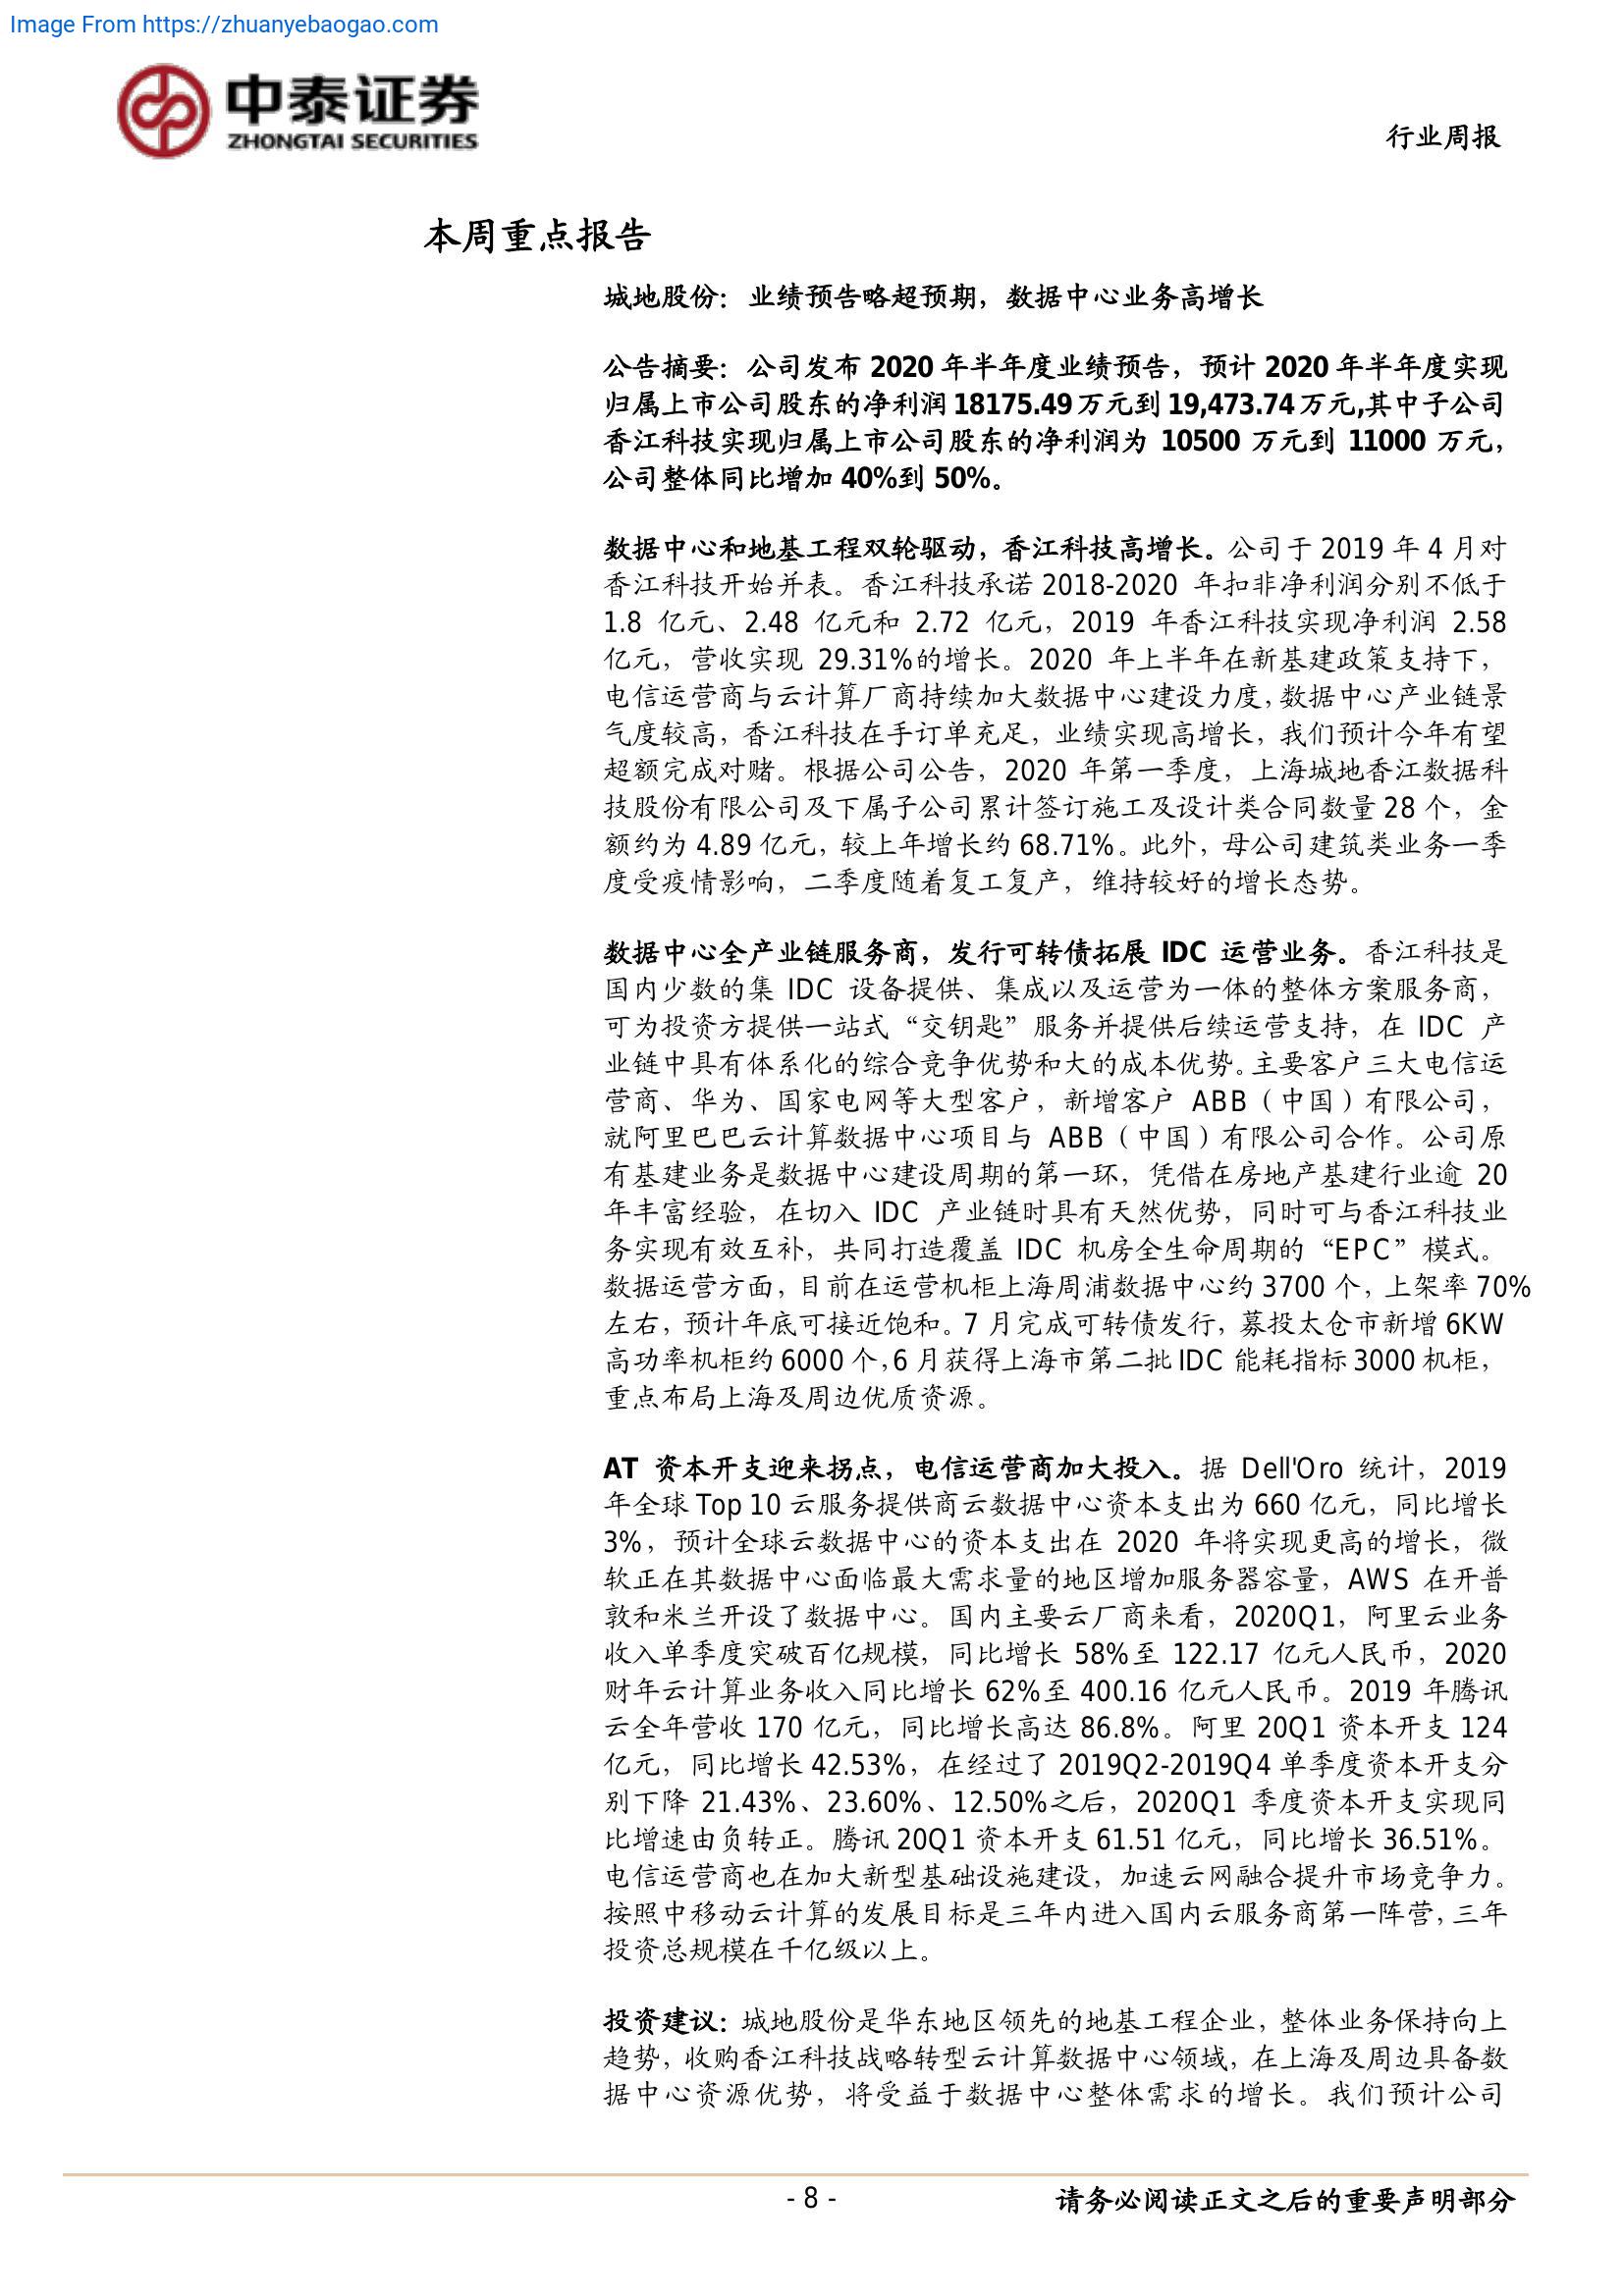 Image From https://zhuanyebaogao.com
中泰证券
ZHONGTAI SECURITIES
行业周报
本周重点报告
城地股份：业绩预告略超预期，数据中心业务高增长
公告摘要：公司发布 2020 年半年度业绩预告，预计 2020 年半年度实现
归属上市公司股东的净利润 18175.49 万元到 19,473.74 万元,其中子公司
香江科技实现归属上市公司股东的净利润为 10500 万元到 11000 万元，
公司整体同比增加 40%到 50%。
数据中心和地基工程双轮驱动，香江科技高增长。公司于 2019 年 4 月对
香江科技开始并表。香江科技承诺 2018-2020 年扣非净利润分别不低于
1.8 亿元、2.48 亿元和 2.72 亿元，2019 年香江科技实现净利润 2.58
亿元，营收实现 29.31%的增长。2020 年上半年在新基建政策支持下，
电信运营商与云计算厂商持续加大数据中心建设力度，数据中心产业链景
气度较高，香江科技在手订单充足，业绩实现高增长，我们预计今年有望
超额完成对赌。根据公司公告，2020 年第一季度，上海城地香江数据科
技股份有限公司及下属子公司累计签订施工及设计类合同数量 28 个，金
额约为 4.89 亿元，较上年增长约 68.71%。此外，母公司建筑类业务一季
度受疫情影响，二季度随着复工复产，维持较好的增长态势。
数据中心全产业链服务商，发行可转债拓展 IDC 运营业务。香江科技是
国内少数的集 IDC 设备提供、集成以及运营为一体的整体方案服务商，
可为投资方提供一站式“交钥匙”服务并提供后续运营支持，在 IDC 产
业链中具有体系化的综合竞争优势和大的成本优势。主要客户三大电信运
营商、华为、国家电网等大型客户，新增客户 ABB（中国）有限公司，
就阿里巴巴云计算数据中心项目与 ABB（中国）有限公司合作。公司原
有基建业务是数据中心建设周期的第一环，凭借在房地产基建行业逾 20
年丰富经验，在切入 IDC 产业链时具有天然优势，同时可与香江科技业
务实现有效互补，共同打造覆盖 IDC 机房全生命周期的“EPC”模式。
数据运营方面，目前在运营机柜上海周浦数据中心约 3700 个，上架率 70%
左右，预计年底可接近饱和。7 月完成可转债发行，募投太仓市新增 6KW
高功率机柜约 6000 个，6 月获得上海市第二批 IDC 能耗指标 3000 机柜，
重点布局上海及周边优质资源。
AT 资本开支迎来拐点，电信运营商加大投入。据 Dell'Oro 统计，2019
年全球 Top 10 云服务提供商云数据中心资本支出为 660 亿元，同比增长
3%，预计全球云数据中心的资本支出在 2020 年将实现更高的增长，微
软正在其数据中心面临最大需求量的地区增加服务器容量，AWS 在开普
敦和米兰开设了数据中心。国内主要云厂商来看，2020Q1，阿里云业务
收入单季度突破百亿规模，同比增长 58%至 122.17 亿元人民币，2020
财年云计算业务收入同比增长 62%至 400.16 亿元人民币。2019 年腾讯
云全年营收 170 亿元，同比增长高达 86.8%。阿里 20Q1 资本开支 124
亿元，同比增长 42.53%，在经过了 2019Q2-2019Q4 单季度资本开支分
别下降 21.43%、23.60%、12.50%之后，2020Q1 季度资本开支实现同
比增速由负转正。腾讯 20Q1 资本开支 61.51 亿元，同比增长 36.51%。
电信运营商也在加大新型基础设施建设，加速云网融合提升市场竞争力。
按照中移动云计算的发展目标是三年内进入国内云服务商第一阵营，三年
投资总规模在千亿级以上。
投资建议：城地股份是华东地区领先的地基工程企业，整体业务保持向上
趋势，收购香江科技战略转型云计算数据中心领域，在上海及周边具备数
据中心资源优势，将受益于数据中心整体需求的增长。我们预计公司
- 8 -
请务必阅读正文之后的重要声明部分